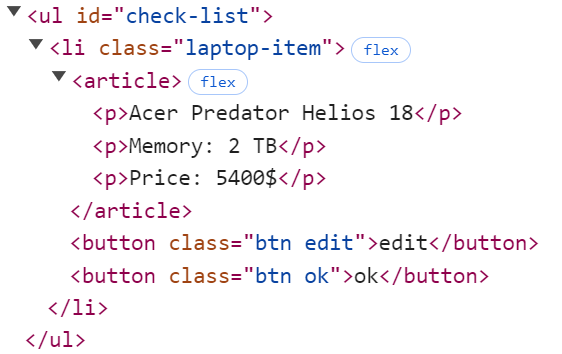 <ul id="check-list">
<li class="laptop-item"> flex
<article> flex
<p>Acer Predator Helios 18</p>
<p>Memory: 2 TB</p>
<p>Price: 5400$</p>
</article>
<button class="btn edit">edit</button>
<button class="btn ok">ok</button>
</li>
</ul>